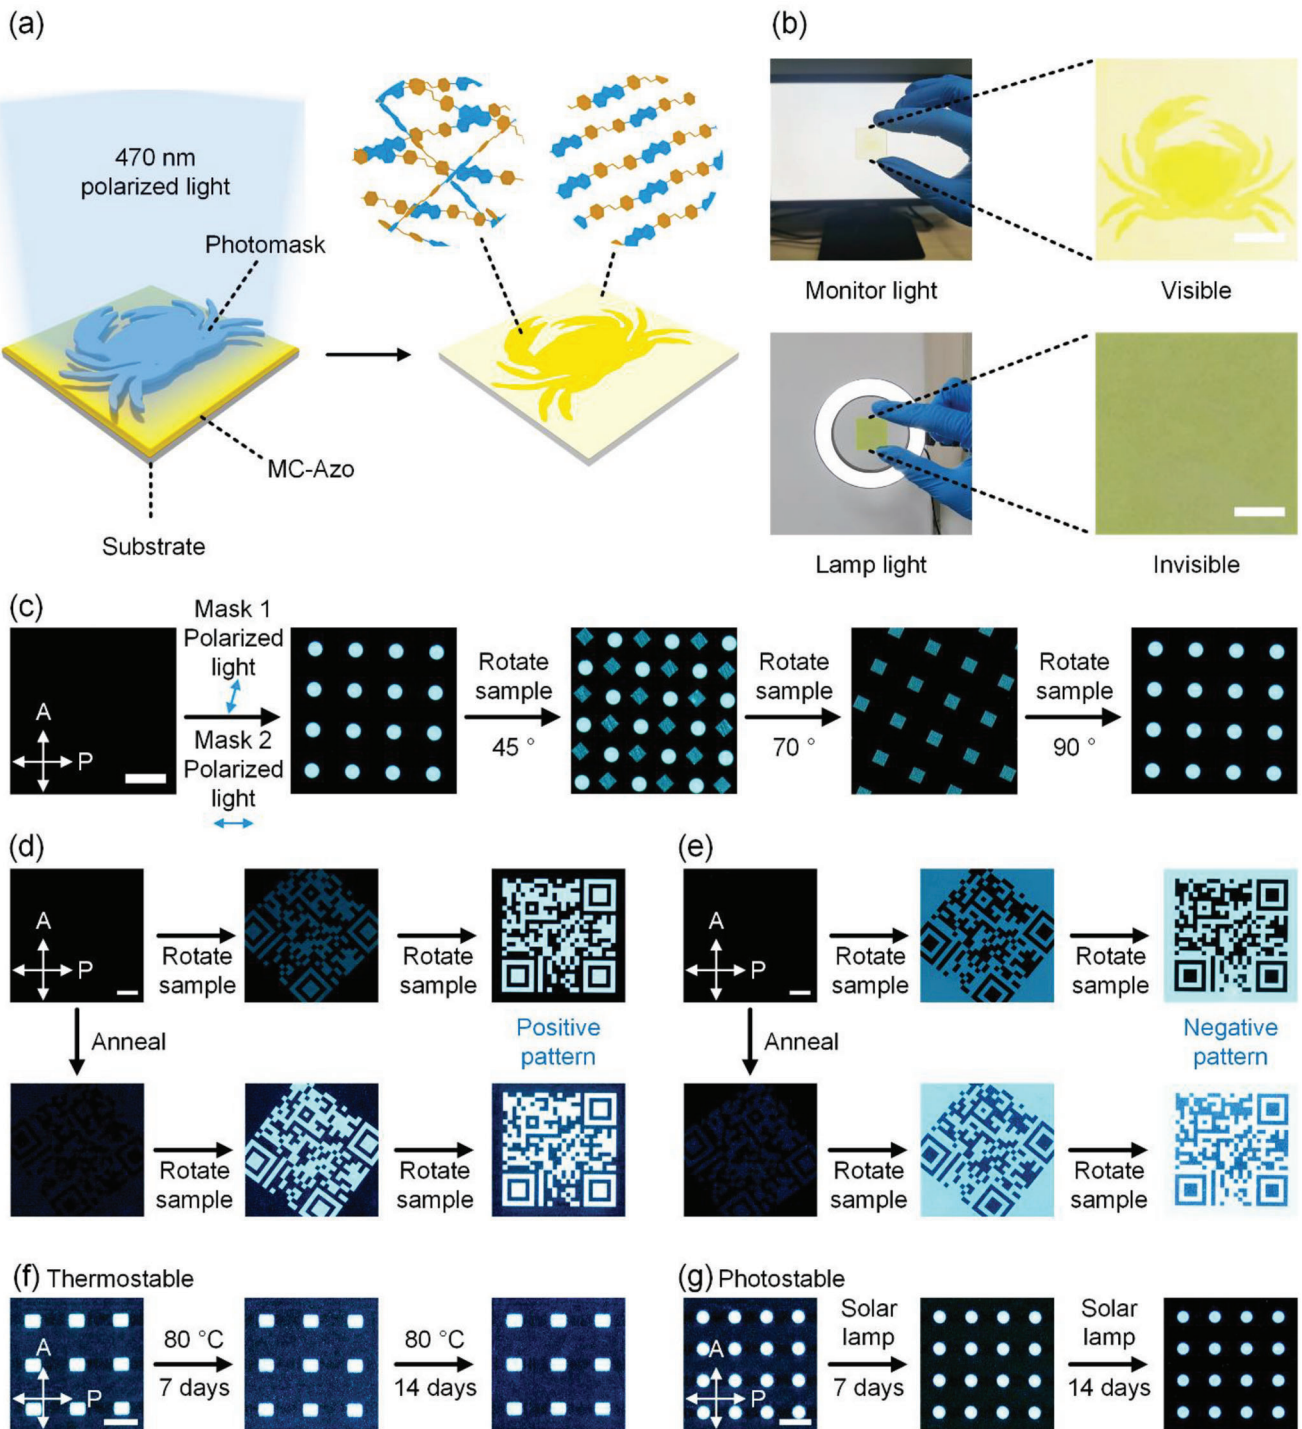 (a)
470 nm
polarized light
Photomask
MC-Azo
Substrate
(b)
Monitor light
Visible
Lamp light
Invisible
(c)
A
P
Mask 1
Polarized
light
Mask 2
Polarized
light
Rotate
sample
45 °
Rotate
sample
70 °
Rotate
sample
90 °
(d)
A
P
Rotate
sample
Rotate
sample
Positive
pattern
Anneal
Rotate
sample
Rotate
sample
(e)
A
P
Rotate
sample
Rotate
sample
Negative
pattern
Anneal
Rotate
sample
Rotate
sample
(f) Thermostable
A
P
80 °C
7 days
80 °C
14 days
(g) Photostable
A
P
Solar
lamp
7 days
Solar
lamp
14 days